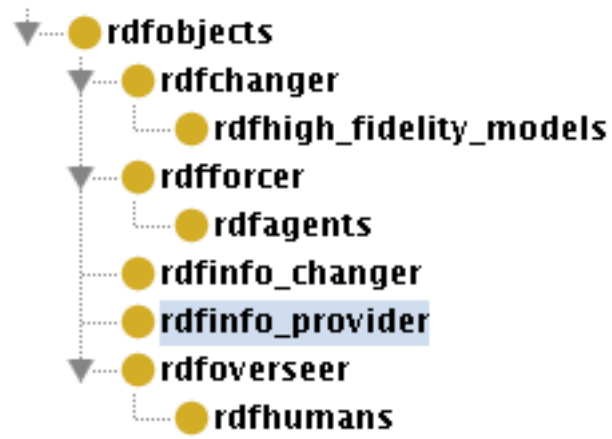 rdfobjects
rdfchanger
rdfhigh_fidelity_models
rdfforcer
rdfagents
rdfinfo_changer
rdfinfo_provider
rdfoverseer
rdfhumans